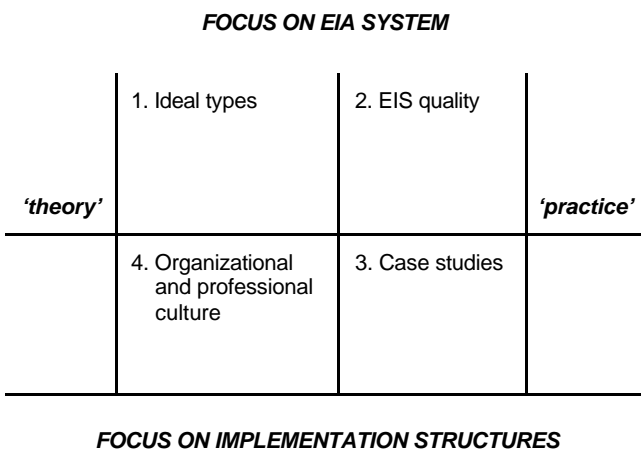 FOCUS ON EIA SYSTEM
1. Ideal types
2. EIS quality
‘theory’
‘practice’
4. Organizational
and professional
culture
3. Case studies
FOCUS ON IMPLEMENTATION STRUCTURES